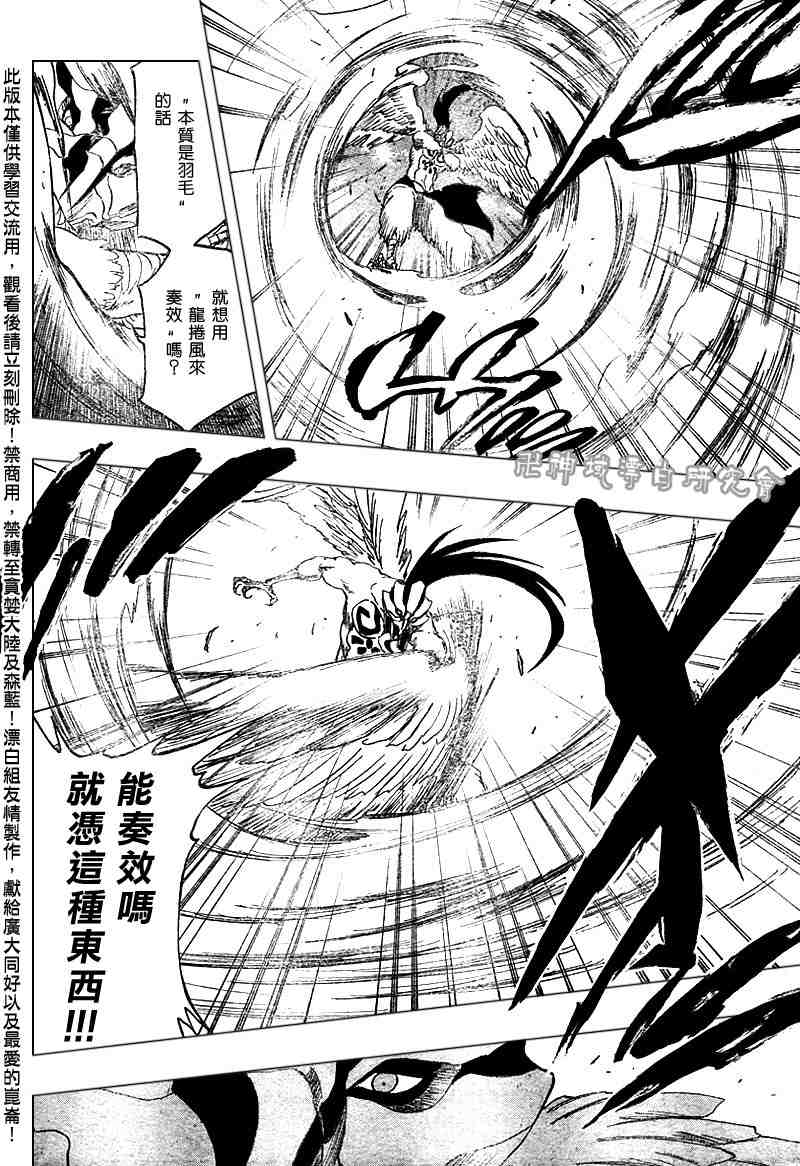 "本質是羽毛"
的話
就想用
"龍捲風來
奏效"嗎?
卍神域漂白研究會
能奏效嗎
就憑這種東西!!!
此版本僅供學習交流用,觀看後請立刻刪除!禁商用,禁轉至貪婪大陸及森藍!漂白組友情製作,獻給廣大同好以及最愛的崑崙!